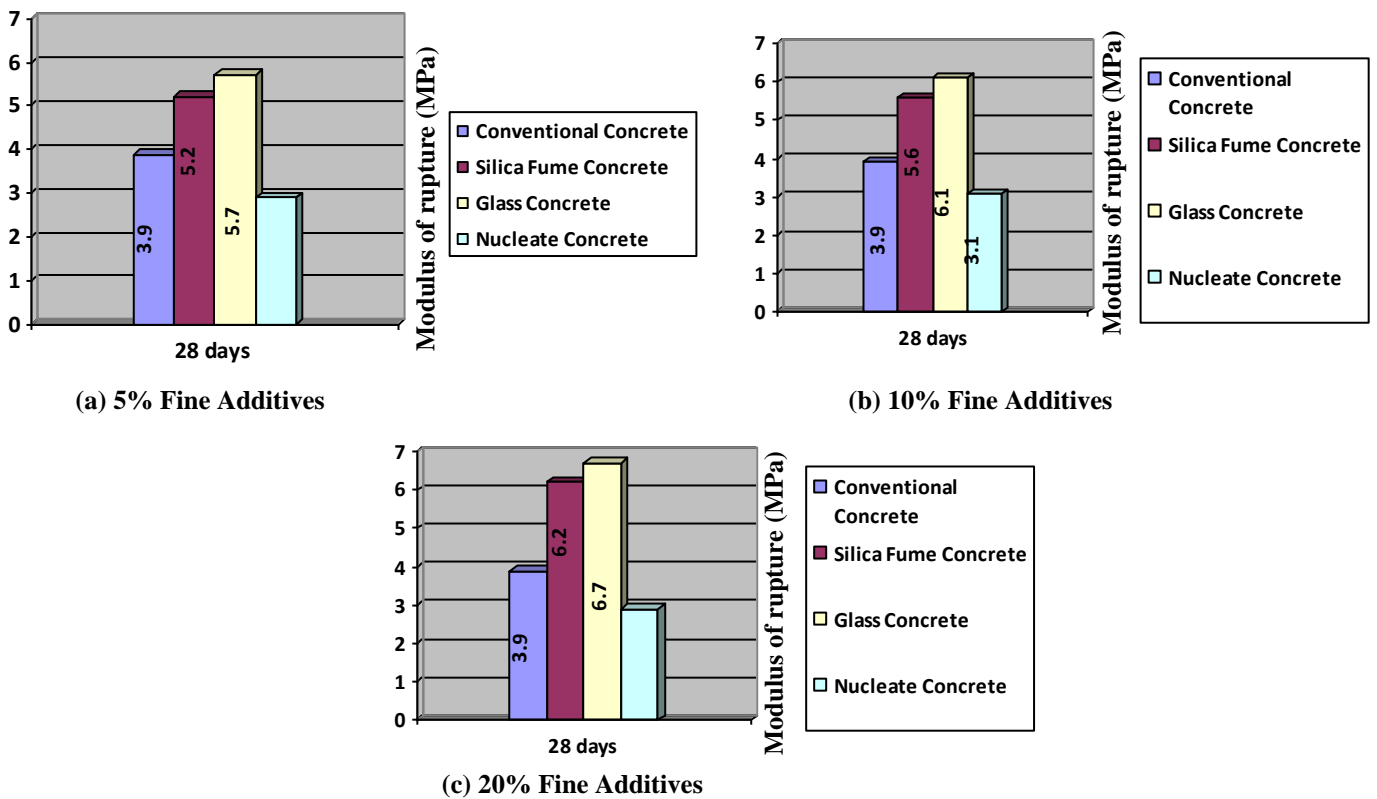 7
6
5
4
3
2
1
0
3.9
5.2
5.7
28 days
Modulus of rupture (MPa)
Conventional Concrete
Silica Fume Concrete
Glass Concrete
Nucleate Concrete
(a) 5% Fine Additives
7
6
5
4
3
2
1
0
3.9
5.6
6.1
3.1
28 days
Modulus of rupture (MPa)
Conventional
Concrete
Silica Fume Concrete
Glass Concrete
Nucleate Concrete
(b) 10% Fine Additives
7
6
5
4
3
2
1
0
3.9
6.2
6.7
28 days
Modulus of rupture (MPa)
Conventional
Concrete
Silica Fume Concrete
Glass Concrete
Nucleate Concrete
(c) 20% Fine Additives